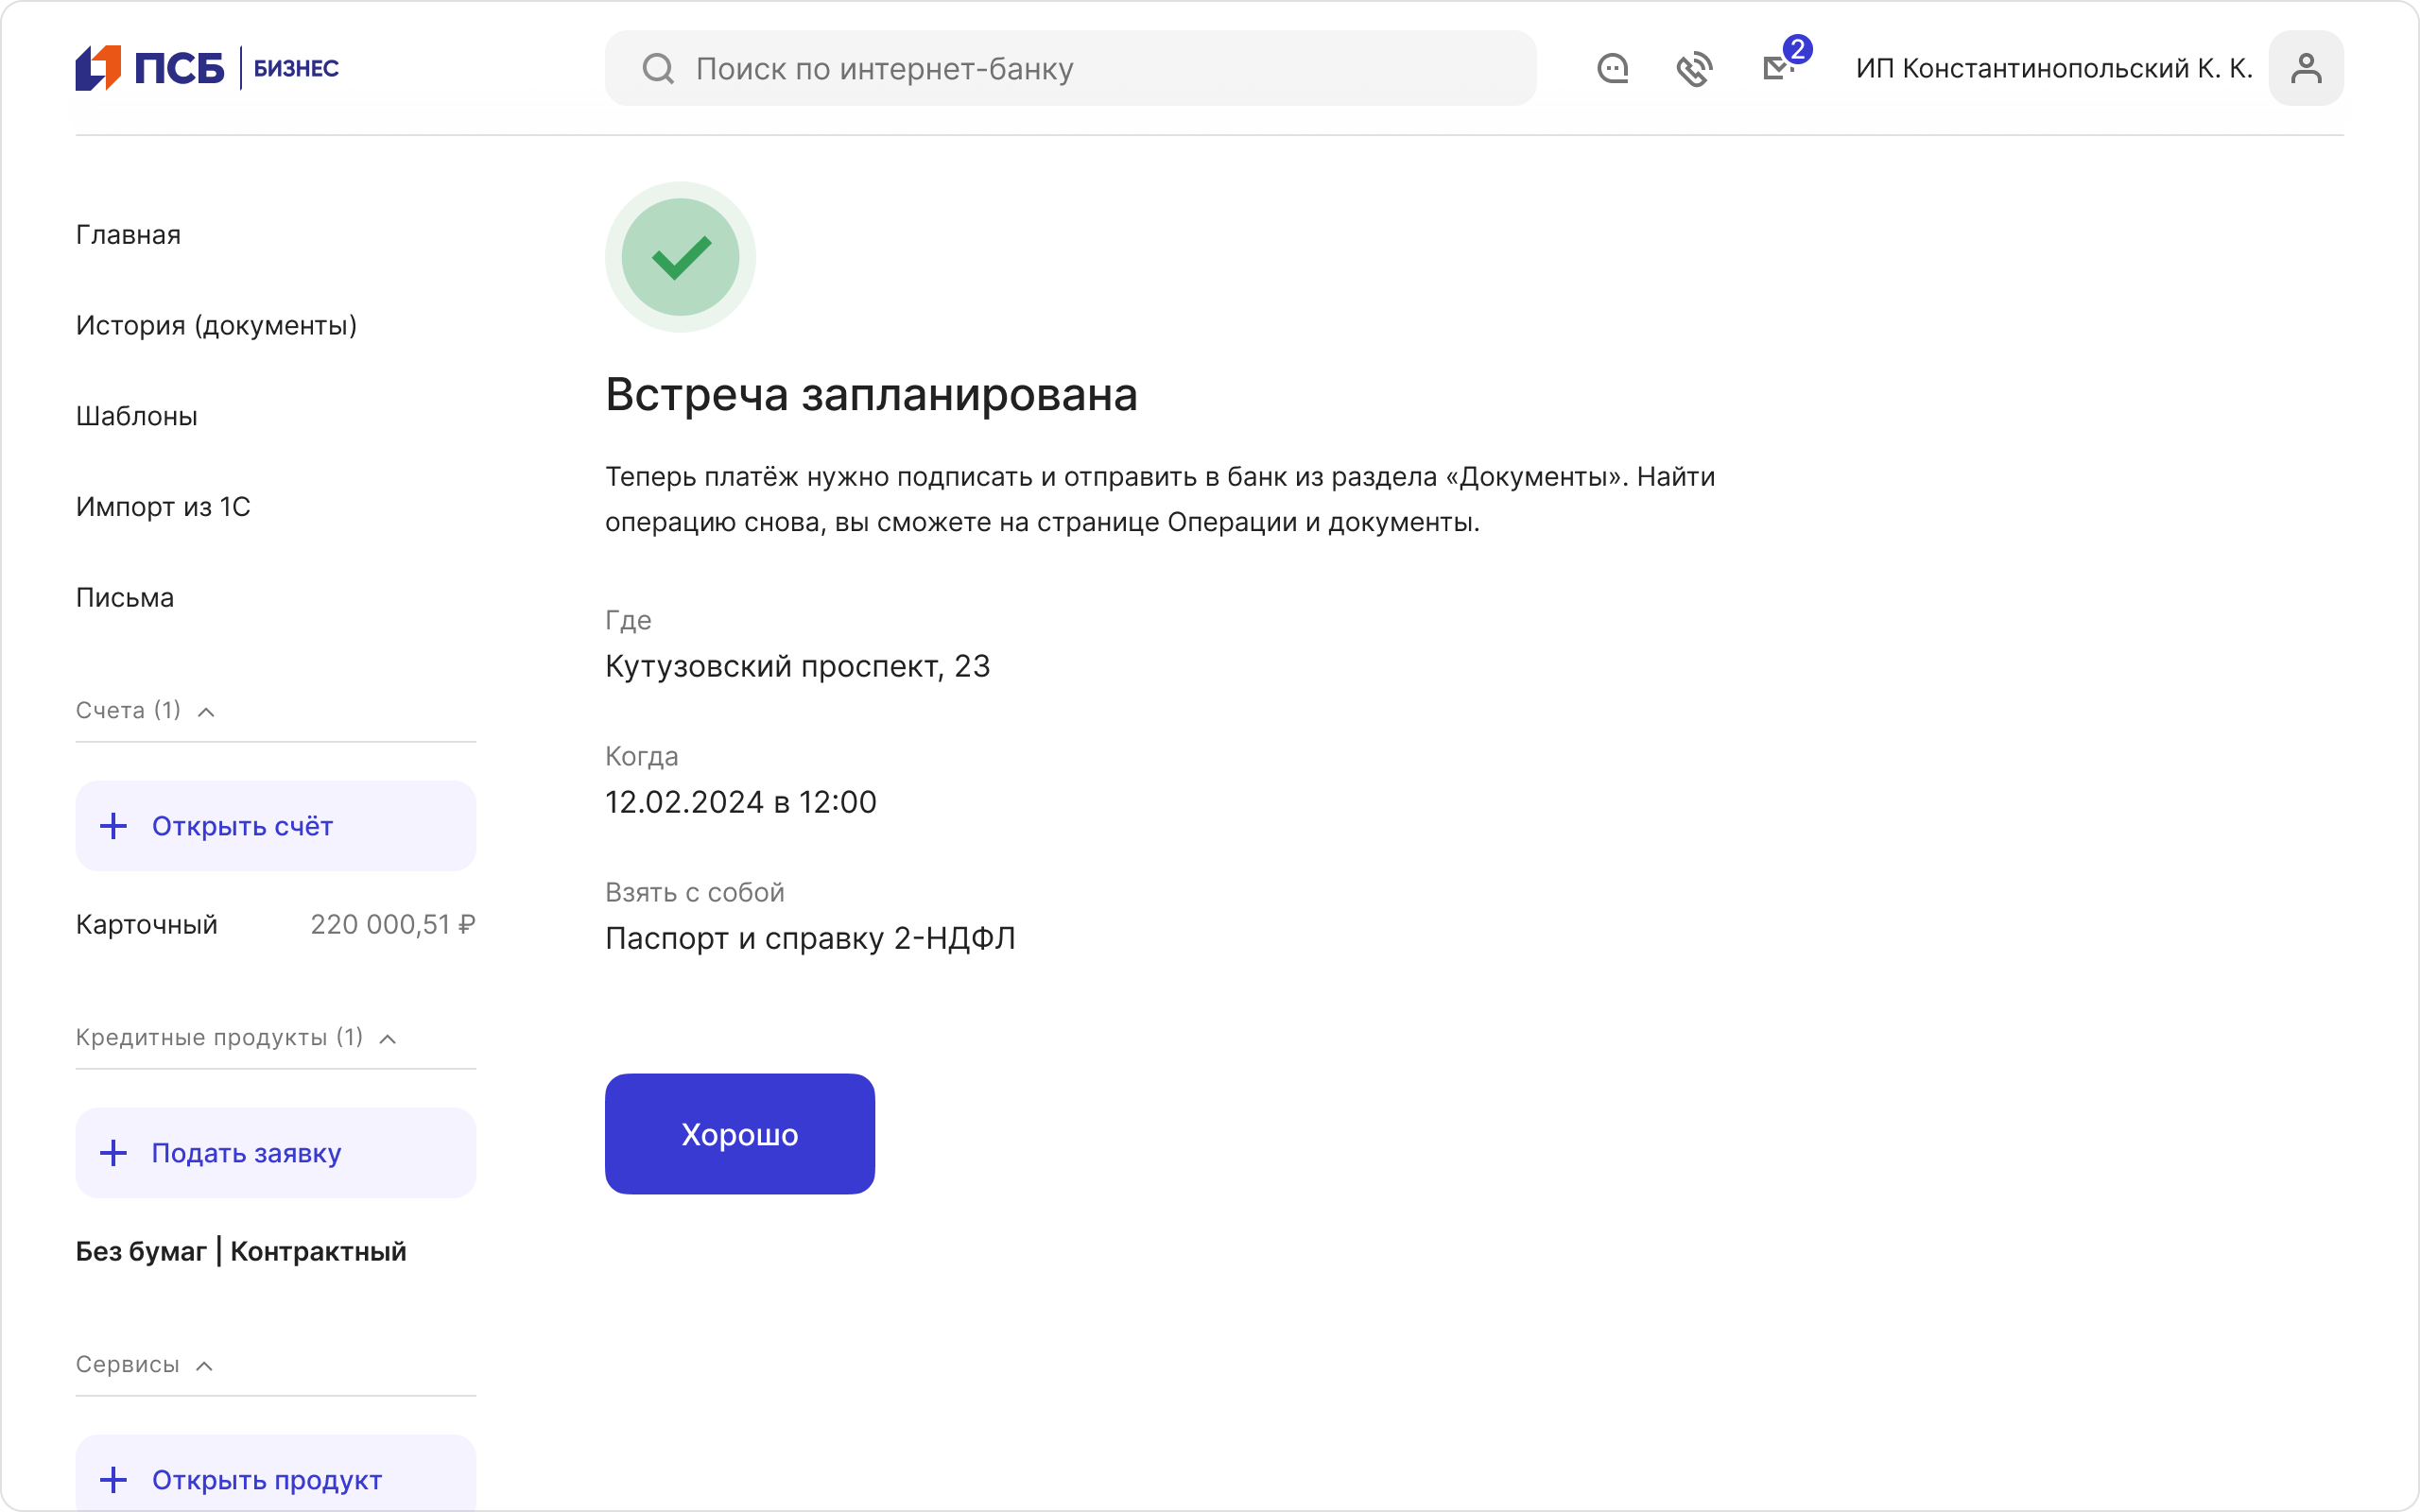 ПСБ БИЗНЕС
Поиск по интернет-банку
2
ИП Константинопольский К. К.
Главная
История (документы)
Шаблоны
Импорт из 1С
Письма
Счета (1)
Открыть счёт
Карточный 220 000,51 ₽
Кредитные продукты (1)
Подать заявку
Без бумаг | Контрактный
Сервисы
Открыть продукт
Встреча запланирована
Теперь платёж нужно подписать и отправить в банк из раздела «Документы». Найти
операцию снова, вы сможете на странице Операции и документы.
Где
Кутузовский проспект, 23
Когда
12.02.2024 в 12:00
Взять с собой
Паспорт и справку 2-НДФЛ
Хорошо